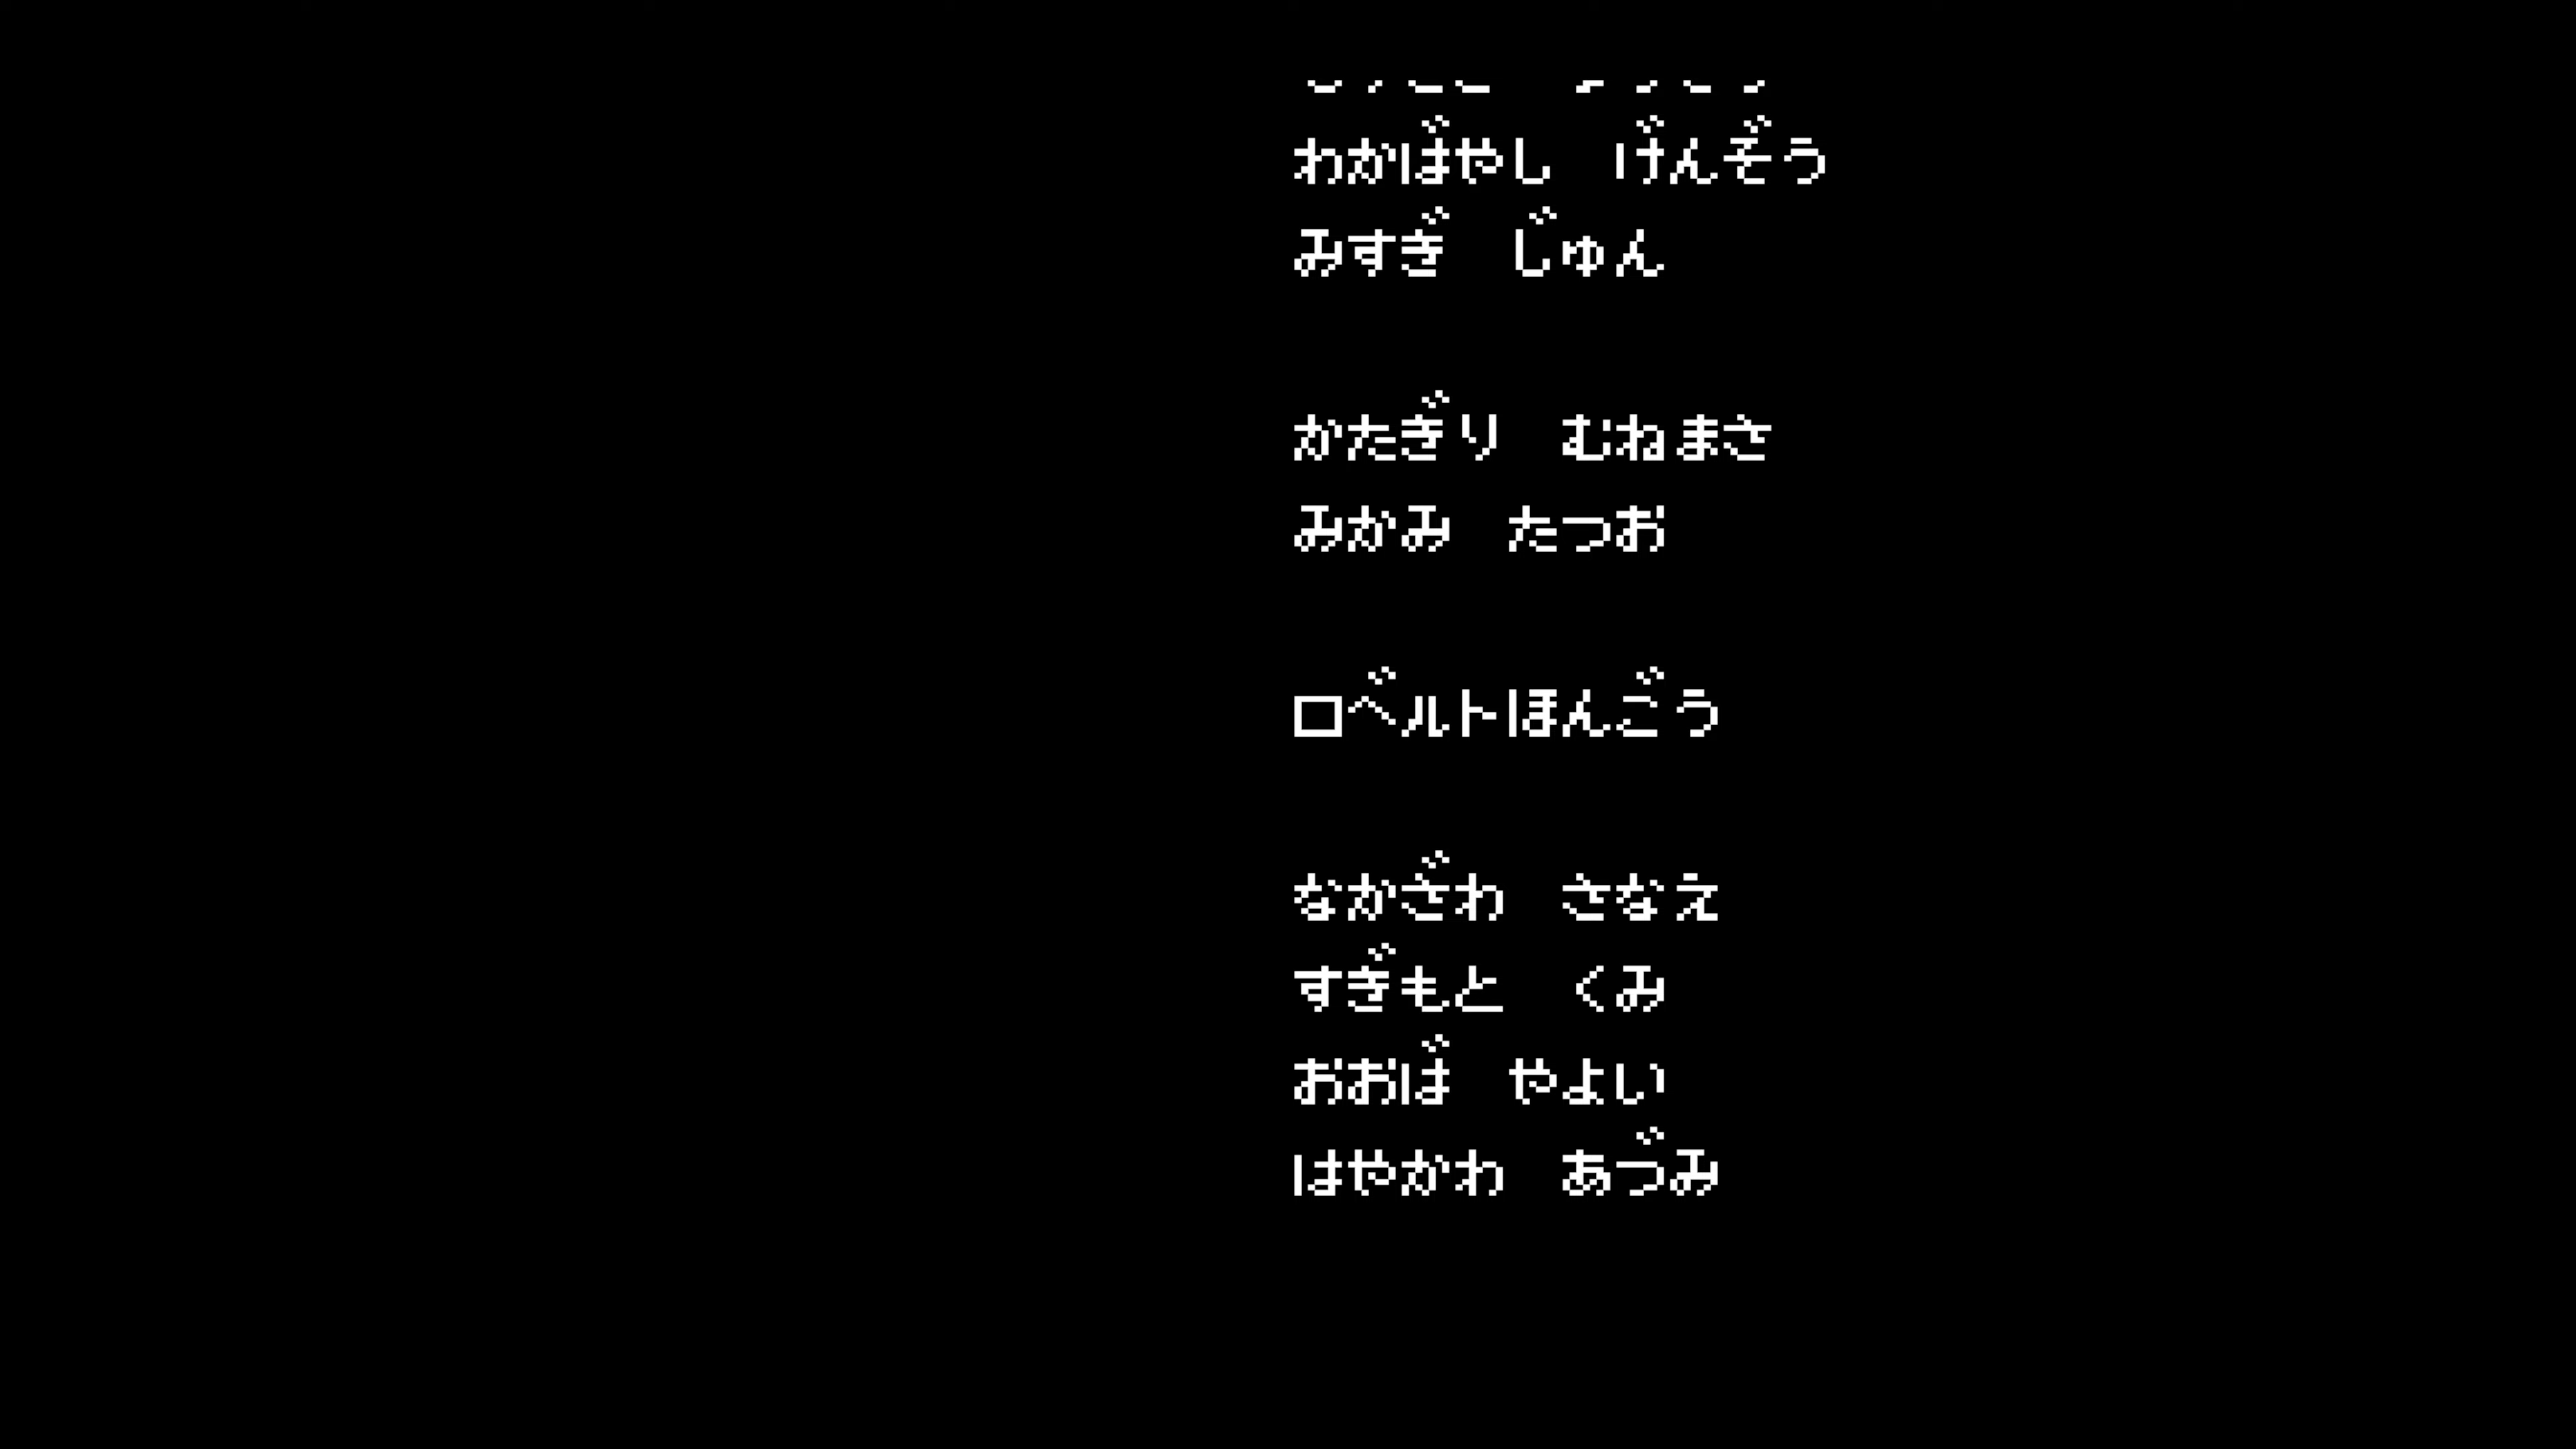 わかばやし げんぞう
みすぎ じゅん
かたぎり むねまさ
みかみ たつお
ロベルトほんごう
なかざわ さなえ
すぎもと くみ
おおば やよい
はやかわ あづみ